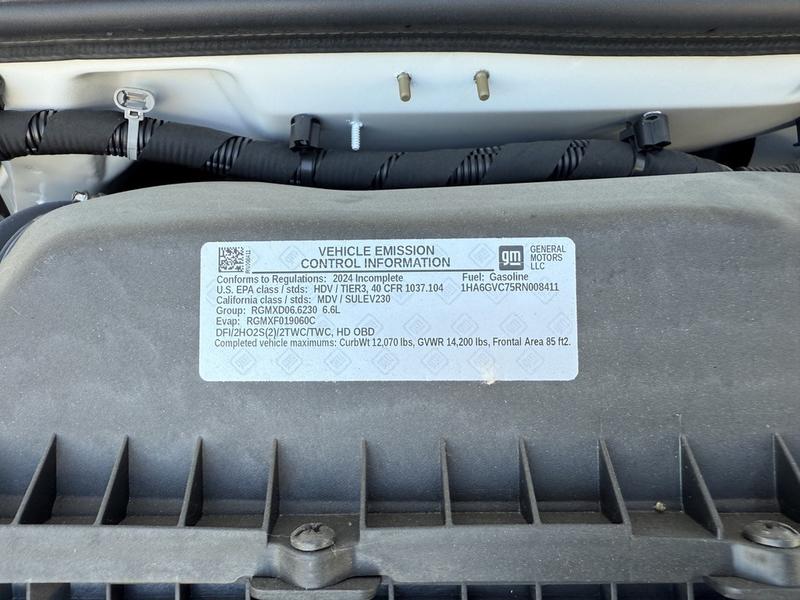 VEHICLE EMISSION
CONTROL INFORMATION
gm
GENERAL
MOTORS
LLC
Conforms to Regulations: 2024 Incomplete Fuel: Gasoline
U.S. EPA class / stds: HDV / TIER3, 40 CFR 1037.104 1HA6GVC75RN008411
California class / stds: MDV / SULEV230
Group: RGMXD06.6230 6.6L
Evap: RGMXF019060C
DFI/2HO2S(2)/2TWC/TWC, HD OBD
Completed vehicle maximums: CurbWt 12,070 lbs, GVWR 14,200 lbs, Frontal Area 85 ft2.